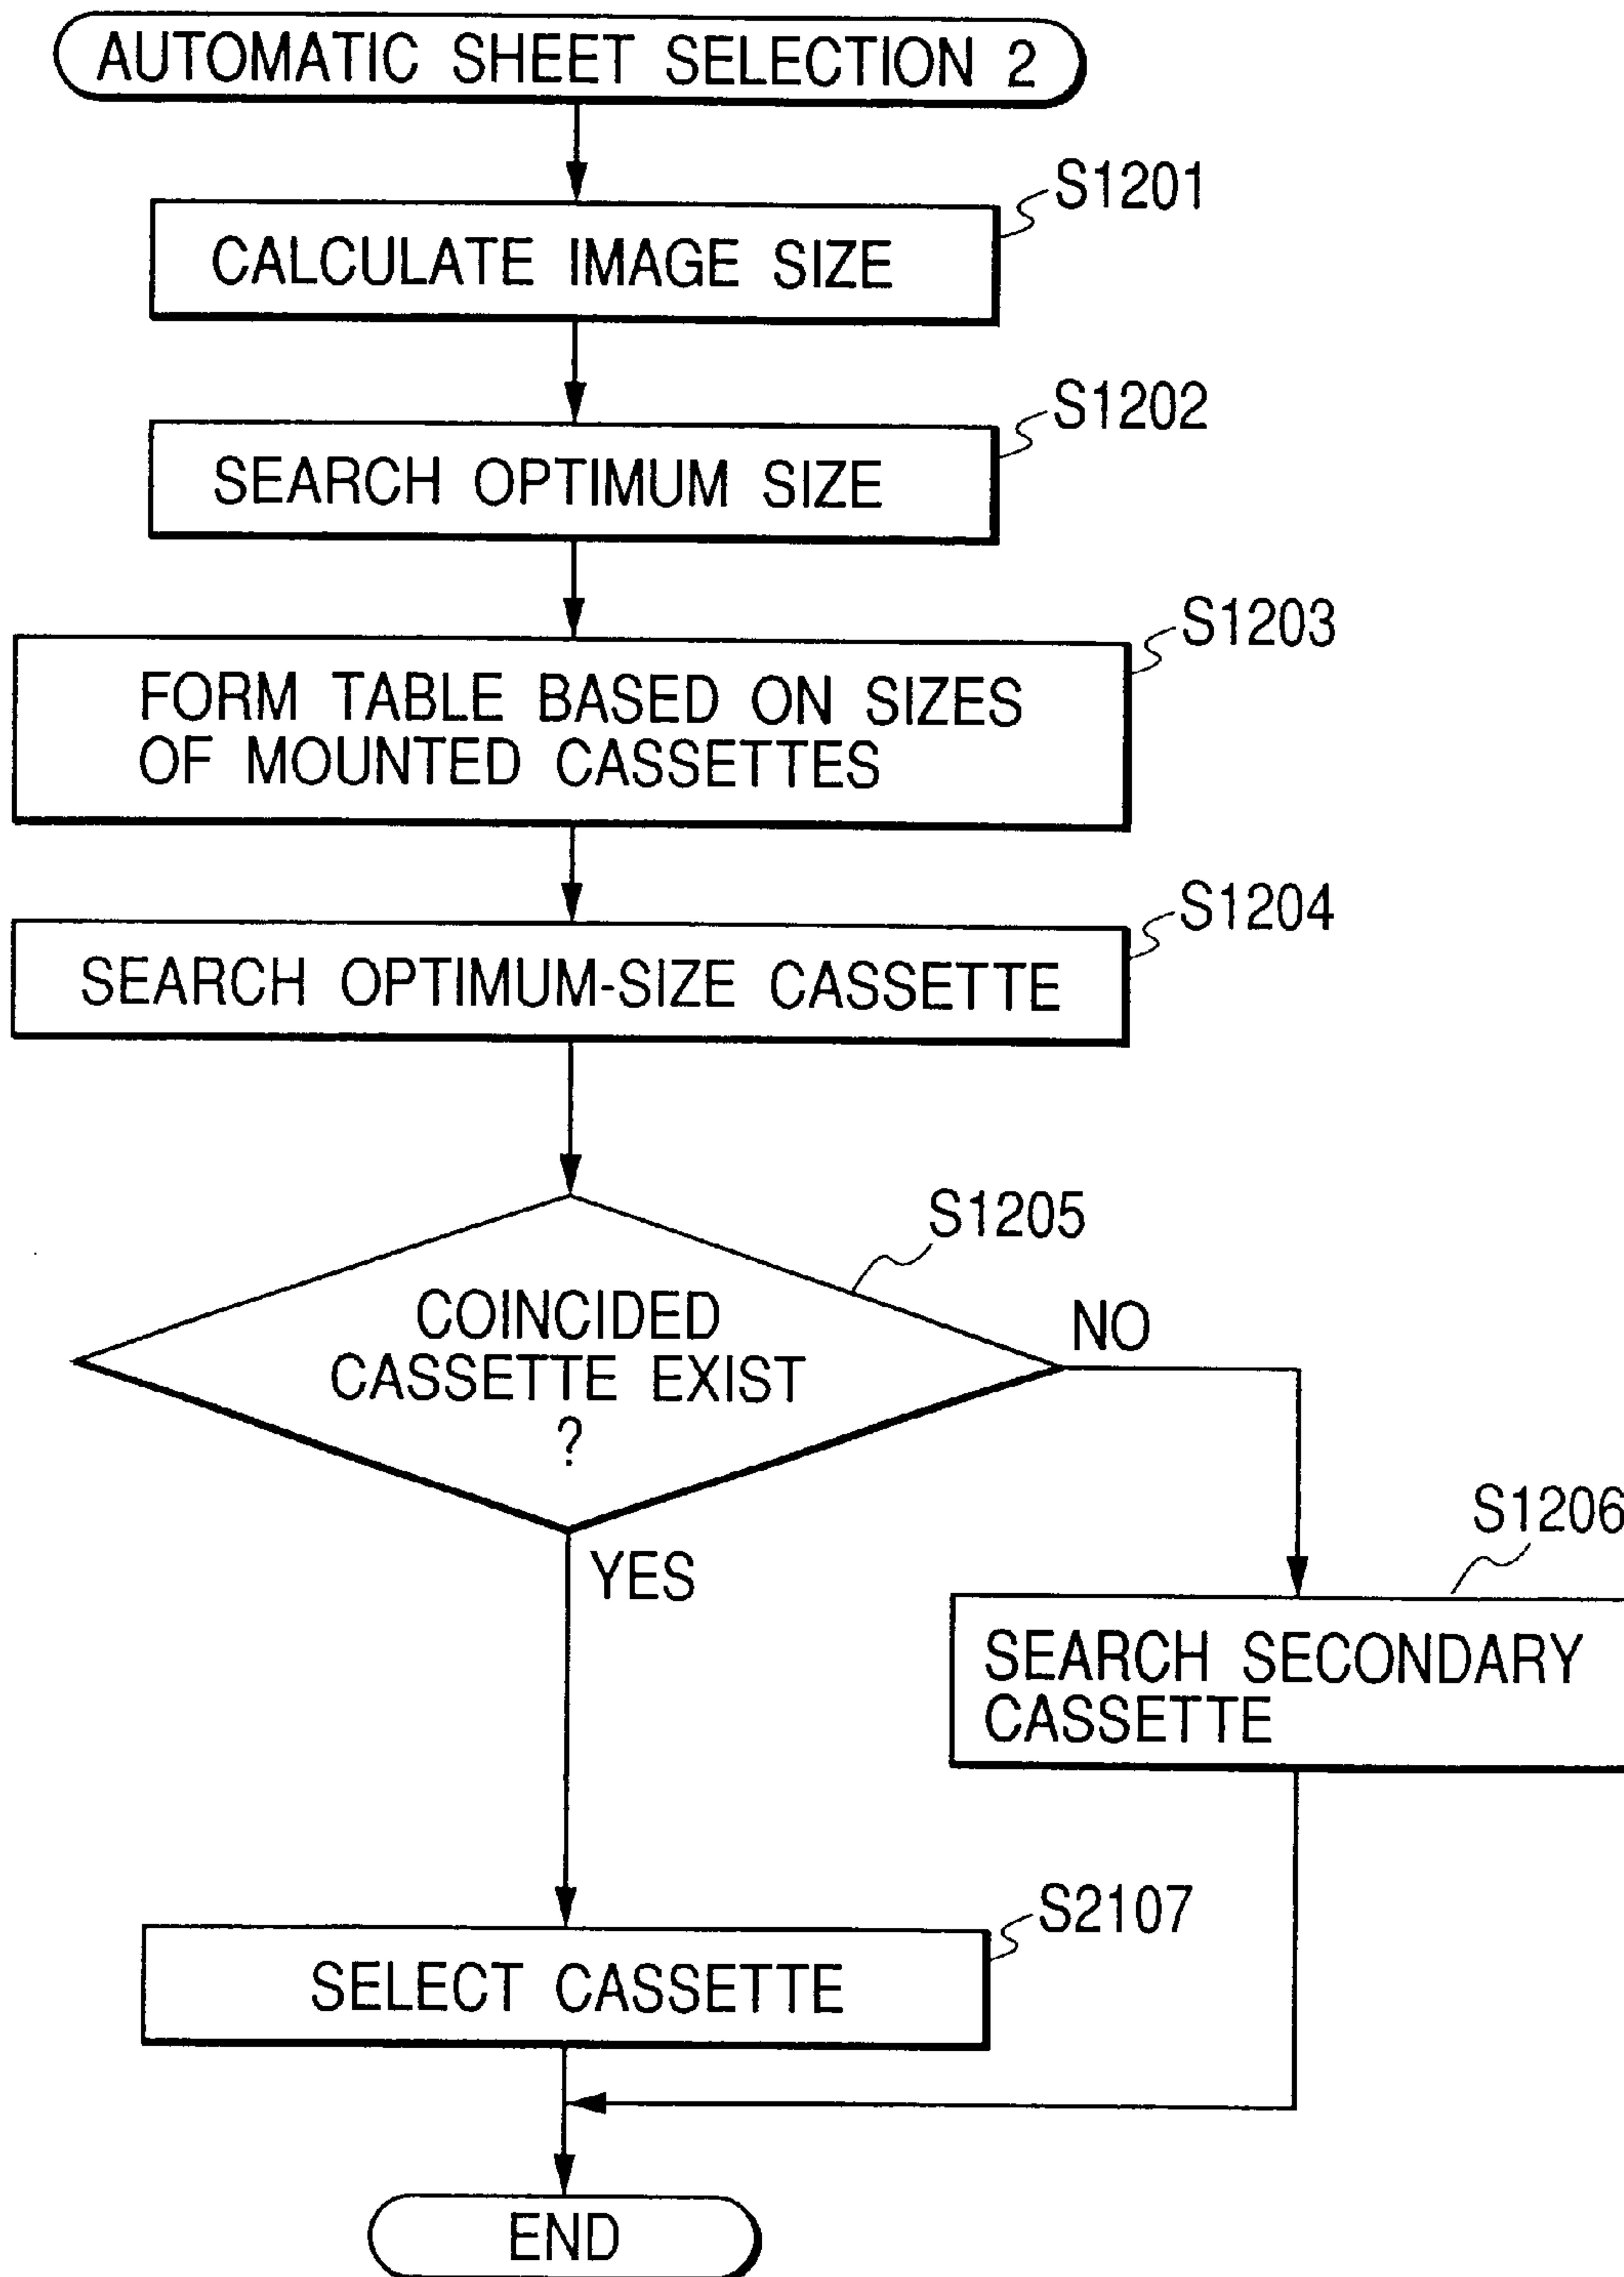 AUTOMATIC SHEET SELECTION 2
S1201
CALCULATE IMAGE SIZE
S1202
SEARCH OPTIMUM SIZE
S1203
FORM TABLE BASED ON SIZES
OF MOUNTED CASSETTES
S1204
SEARCH OPTIMUM-SIZE CASSETTE
S1205
COINCIDED
CASSETTE EXIST
?
NO
YES
S1206
SEARCH SECONDARY
CASSETTE
S2107
SELECT CASSETTE
END